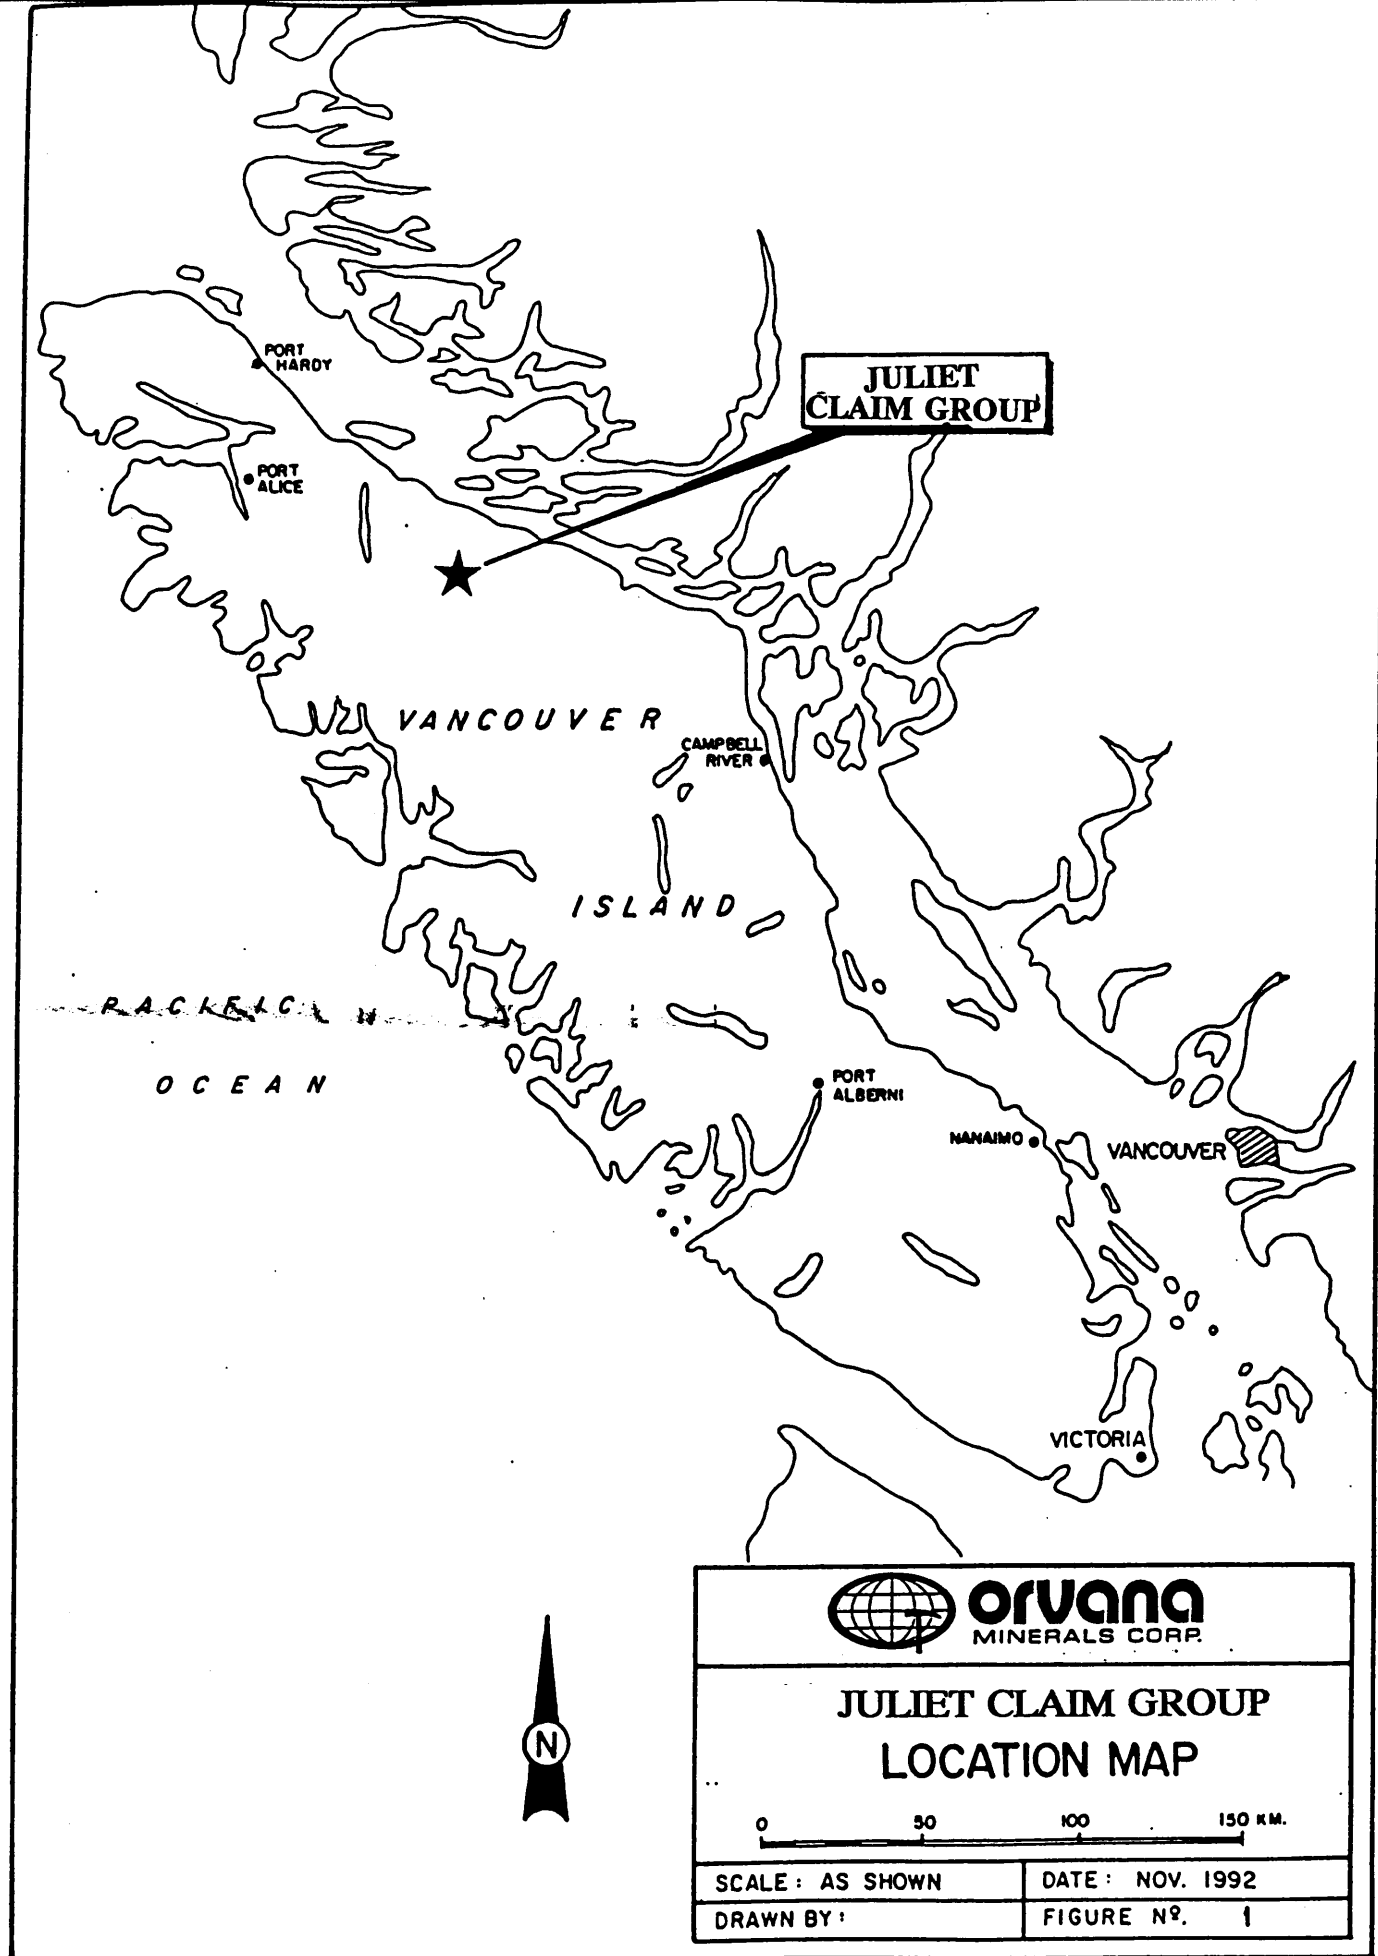 PORT
HARDY
JULIET
CLAIM GROUP
PORT
ALICE
VANCOUVER
CAMPBELL
RIVER
ISLAND
PACIFIC
OCEAN
PORT
ALBERNI
NANAIMO
VANCOUVER
VICTORIA
N
orvana
MINERALS CORP.
JULIET CLAIM GROUP
LOCATION MAP
0 50 100 150 KM.
SCALE: AS SHOWN
DATE: NOV. 1992
DRAWN BY:
FIGURE Nº. 1